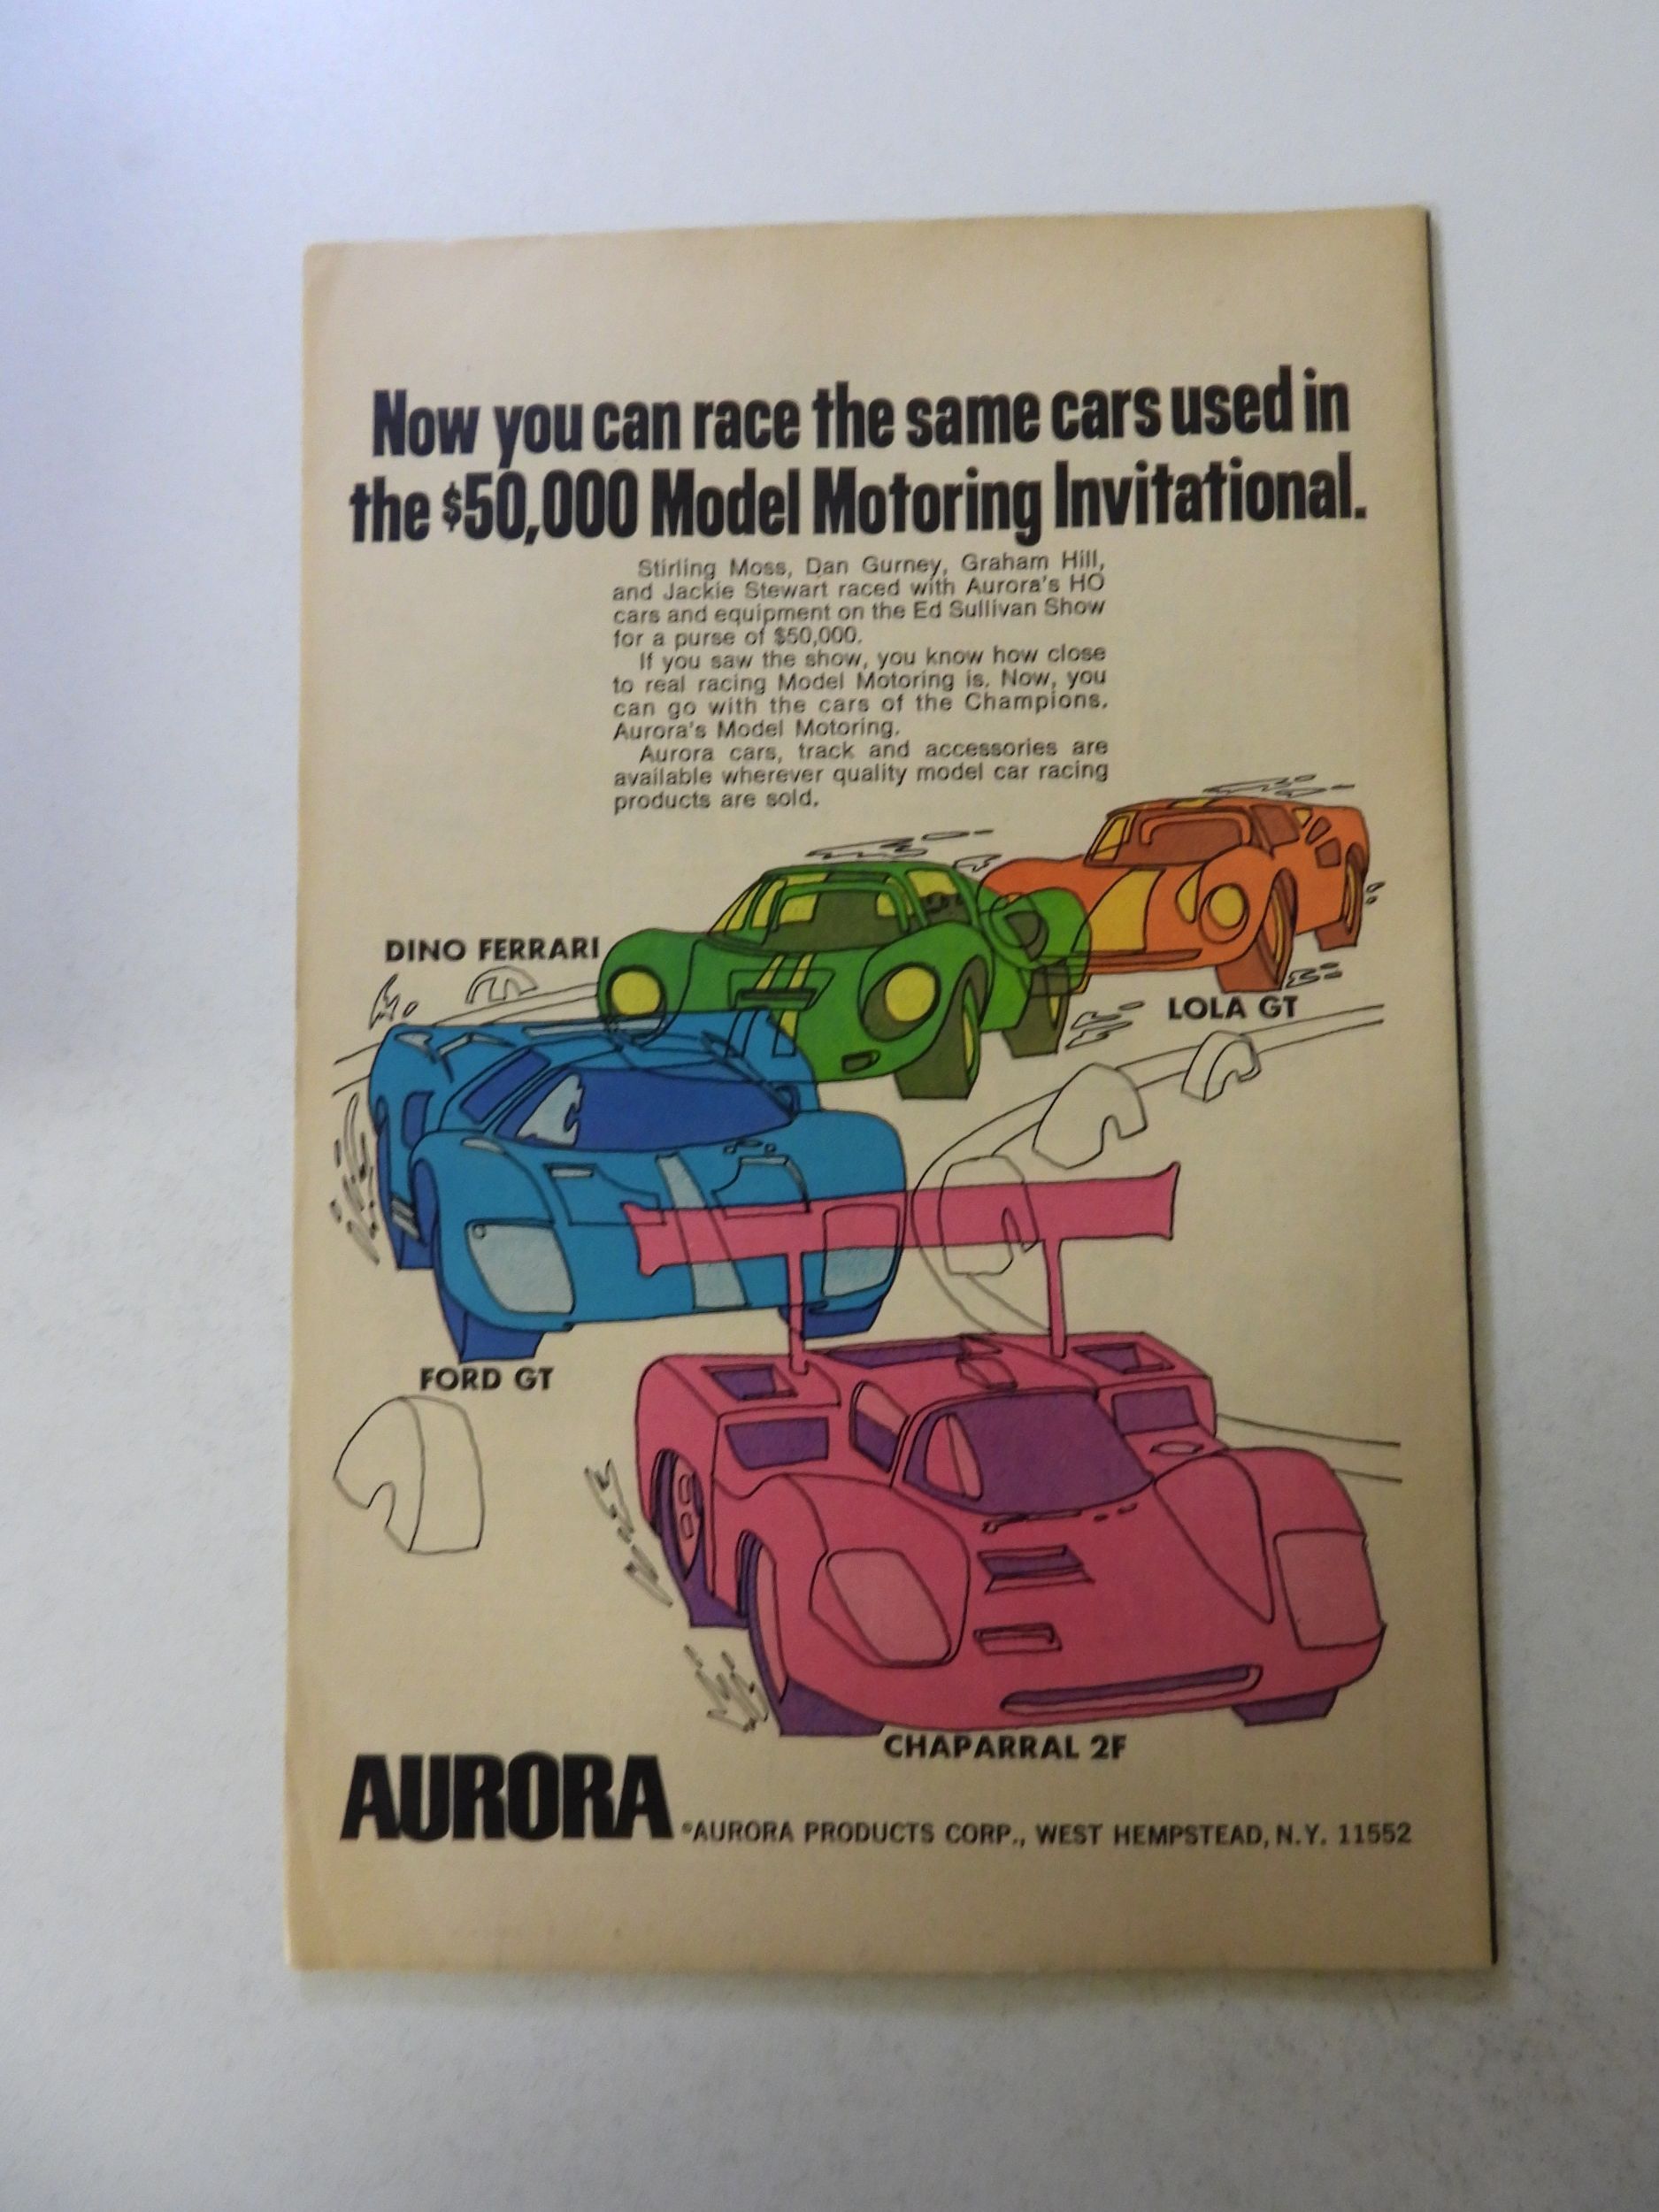 Now you can race the same cars used in
the $50,000 Model Motoring Invitational.
Stirling Moss, Dan Gurney, Graham Hill,
and Jackie Stewart raced with Aurora's HO
cars and equipment on the Ed Sullivan Show
for a purse of $50,000.
If you saw the show, you know how close
to real racing Model Motoring is. Now, you
can go with the cars of the Champions.
Aurora's Model Motoring.
Aurora cars, track and accessories are
available wherever quality model car racing
products are sold.
DINO FERRARI
LOLA GT
FORD GT
CHAPARRAL 2F
AURORA
®AURORA PRODUCTS CORP., WEST HEMPSTEAD, N.Y. 11552